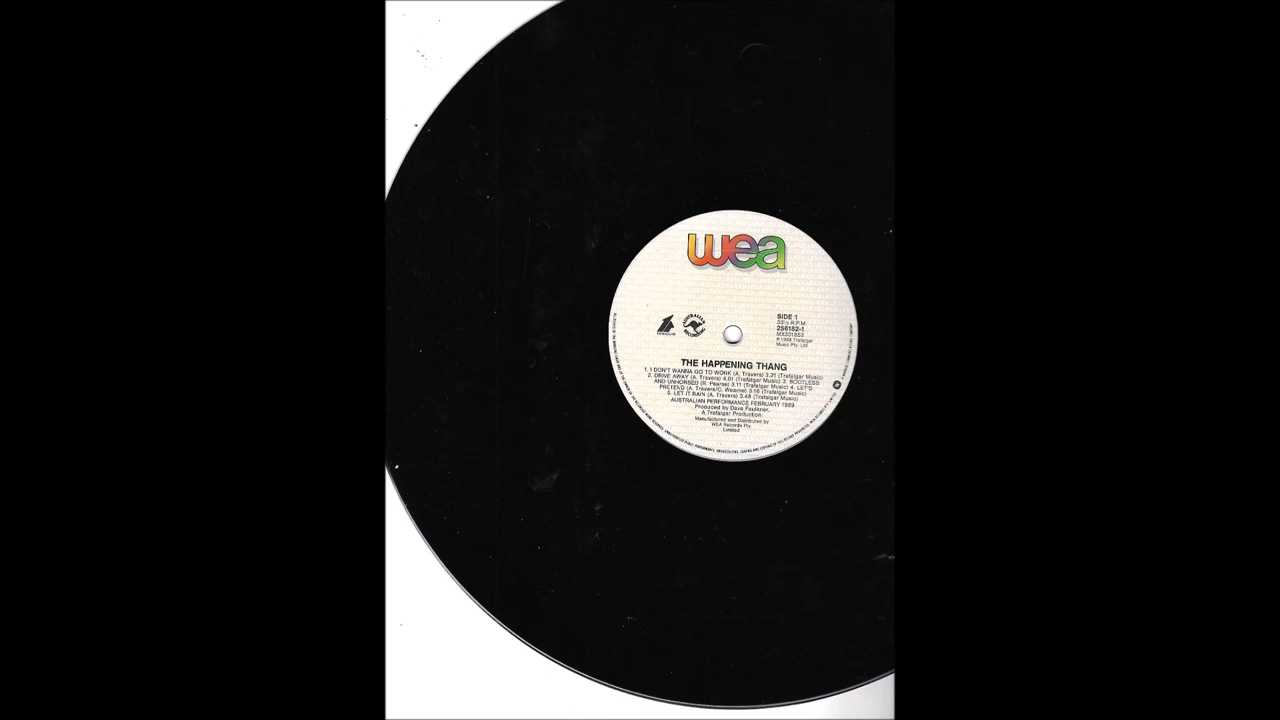 wea
AUSTRALIAN
RECORDING
SIDE 1
33⅓ R.P.M.
256182-1
MX301553
℗ 1988 Trafalgar
Music Pty. Ltd.
THE HAPPENING THANG
1. I DON'T WANNA GO TO WORK (A. Travers) 3.21 (Trafalgar Music)
2. DRIVE AWAY (A. Travers) 4.01 (Trafalgar Music) 3. BOOTLESS
AND UNHORSED (R. Pearse) 3.11 (Trafalgar Music) 4. LET'S
PRETEND (A. Travers/C. Wearne) 3.16 (Trafalgar Music)
5. LET IT RAIN (A. Travers) 3.48 (Trafalgar Music)
AUSTRALIAN PERFORMANCE FEBRUARY 1989
Produced by Dave Faulkner.
A Trafalgar Production.
Manufactured and Distributed by
WEA Records Pty.
Limited